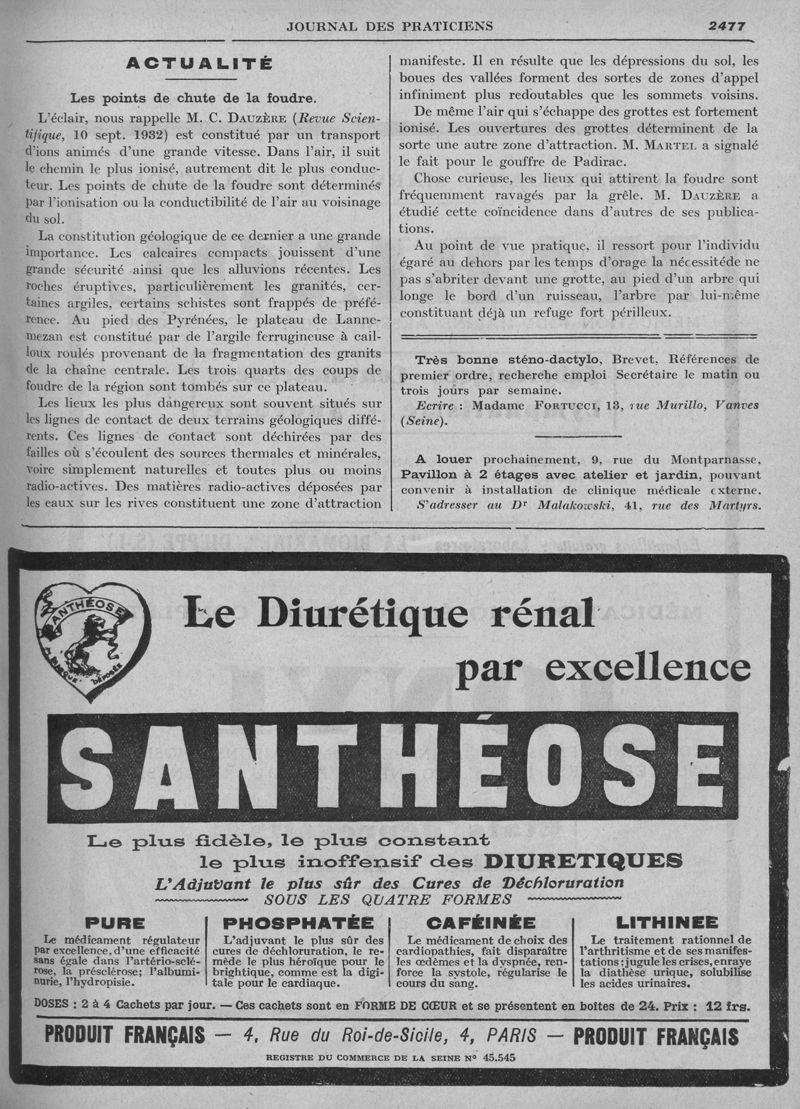 JOURNAL DES PRATICIENS
2477
ACTUALITÉ
Les points de chute de la foudre.
L'éclair, nous rappelle M. C. DAUZÈRE (Revue Scien-
tifique, 10 sept. 1932) est constitué par un transport
d'ions animés d'une grande vitesse. Dans l'air, il suit
le chemin le plus ionisé, autrement dit le plus conduc-
teur. Les points de chute de la foudre sont déterminés
par l'ionisation ou la conductibilité de l'air au voisinage
du sol.
La constitution géologique de ce dernier a une grande
importance. Les calcaires compacts jouissent d'une
grande sécurité ainsi que les alluvions récentes. Les
roches éruptives, particulièrement les granités, cer-
taines argiles, certains schistes sont frappés de préfé-
rence. Au pied des Pyrénées, le plateau de Lanne-
mezan est constitué par de l'argile ferrugineuse à cail-
loux roulés provenant de la fragmentation des granits
de la chaîne centrale. Les trois quarts des coups de
foudre de la région sont tombés sur ce plateau.
Les lieux les plus dangereux sont souvent situés sur
les lignes de contact de deux terrains géologiques diffé-
rents. Ces lignes de contact sont déchirées par des
failles où s'écoulent des sources thermales et minérales,
voire simplement naturelles et toutes plus ou moins
radio-actives. Des matières radio-actives déposées par
les eaux sur les rives constituent une zone d'attraction
manifeste. Il en résulte que les dépressions du sol, les
boues des vallées forment des sortes de zones d'appel
infiniment plus redoutables que les sommets voisins.
De même l'air qui s'échappe des grottes est fortement
ionisé. Les ouvertures des grottes déterminent de la
sorte une autre zone d'attraction. M. MARTEL a signalé
le fait pour le gouffre de Padirac.
Chose curieuse, les lieux qui attirent la foudre sont
fréquemment ravagés par la grêle. M. DAUZÈRE a
étudié cette coïncidence dans d'autres de ses publica-
tions.
Au point de vue pratique, il ressort pour l'individu
égaré au dehors par les temps d'orage la nécessitéde ne
pas s'abriter devant une grotte, au pied d'un arbre qui
longe le bord d'un ruisseau, l'arbre par lui-même
constituant déjà un refuge fort périlleux.
Très bonne sténo-dactylo, Brevet, Références de
premier ordre, recherche emploi Secrétaire le matin ou
trois jours par semaine.
Ecrire : Madame FORTUCCI, 13, rue Murillo, Vanves
(Seine).
A louer prochainement, 9, rue du Montparnasse,
Pavillon à 2 étages avec atelier et jardin, pouvant
convenir à installation de clinique médicale externe.
S'adresser au Dr Malakowski, 41, rue des Martyrs.
SANTHÉOSE
MARQUE DÉPOSÉE
Le Diurétique rénal
par excellence
SANTHÉOSE
Le plus fidèle, le plus constant
le plus inoffensif des DIURETIQUES
L'Adjuvant le plus sûr des Cures de Déchloruration
SOUS LES QUATRE FORMES
PURE
Le médicament régulateur
par excellence, d'une efficacité
sans égale dans l'artério-sclé-
rose, la présclérose; l'albumi-
nurie, l'hydropisie.
PHOSPHATÉE
L'adjuvant le plus sûr des
cures de déchloruration, le re-
mède le plus héroïque pour le
brightique, comme est la digi-
tale pour le cardiaque.
CAFÉINÉE
Le médicament de choix des
cardiopathies, fait disparaître
les œdèmes et la dyspnée, ren-
force la systole, régularise le
cours du sang.
LITHINEE
Le traitement rationnel de
l'arthritisme et de ses manifes-
tations : jugule les crises, enraye
la diathèse urique, solubilise
les acides urinaires.
DOSES : 2 à 4 Cachets par jour. — Ces cachets sont en FORME DE CŒUR et se présentent en boîtes de 24. Prix : 12 frs.
PRODUIT FRANÇAIS — 4, Rue du Roi-de-Sicile, 4, PARIS — PRODUIT FRANÇAIS
REGISTRE DU COMMERCE DE LA SEINE Nº 45.545